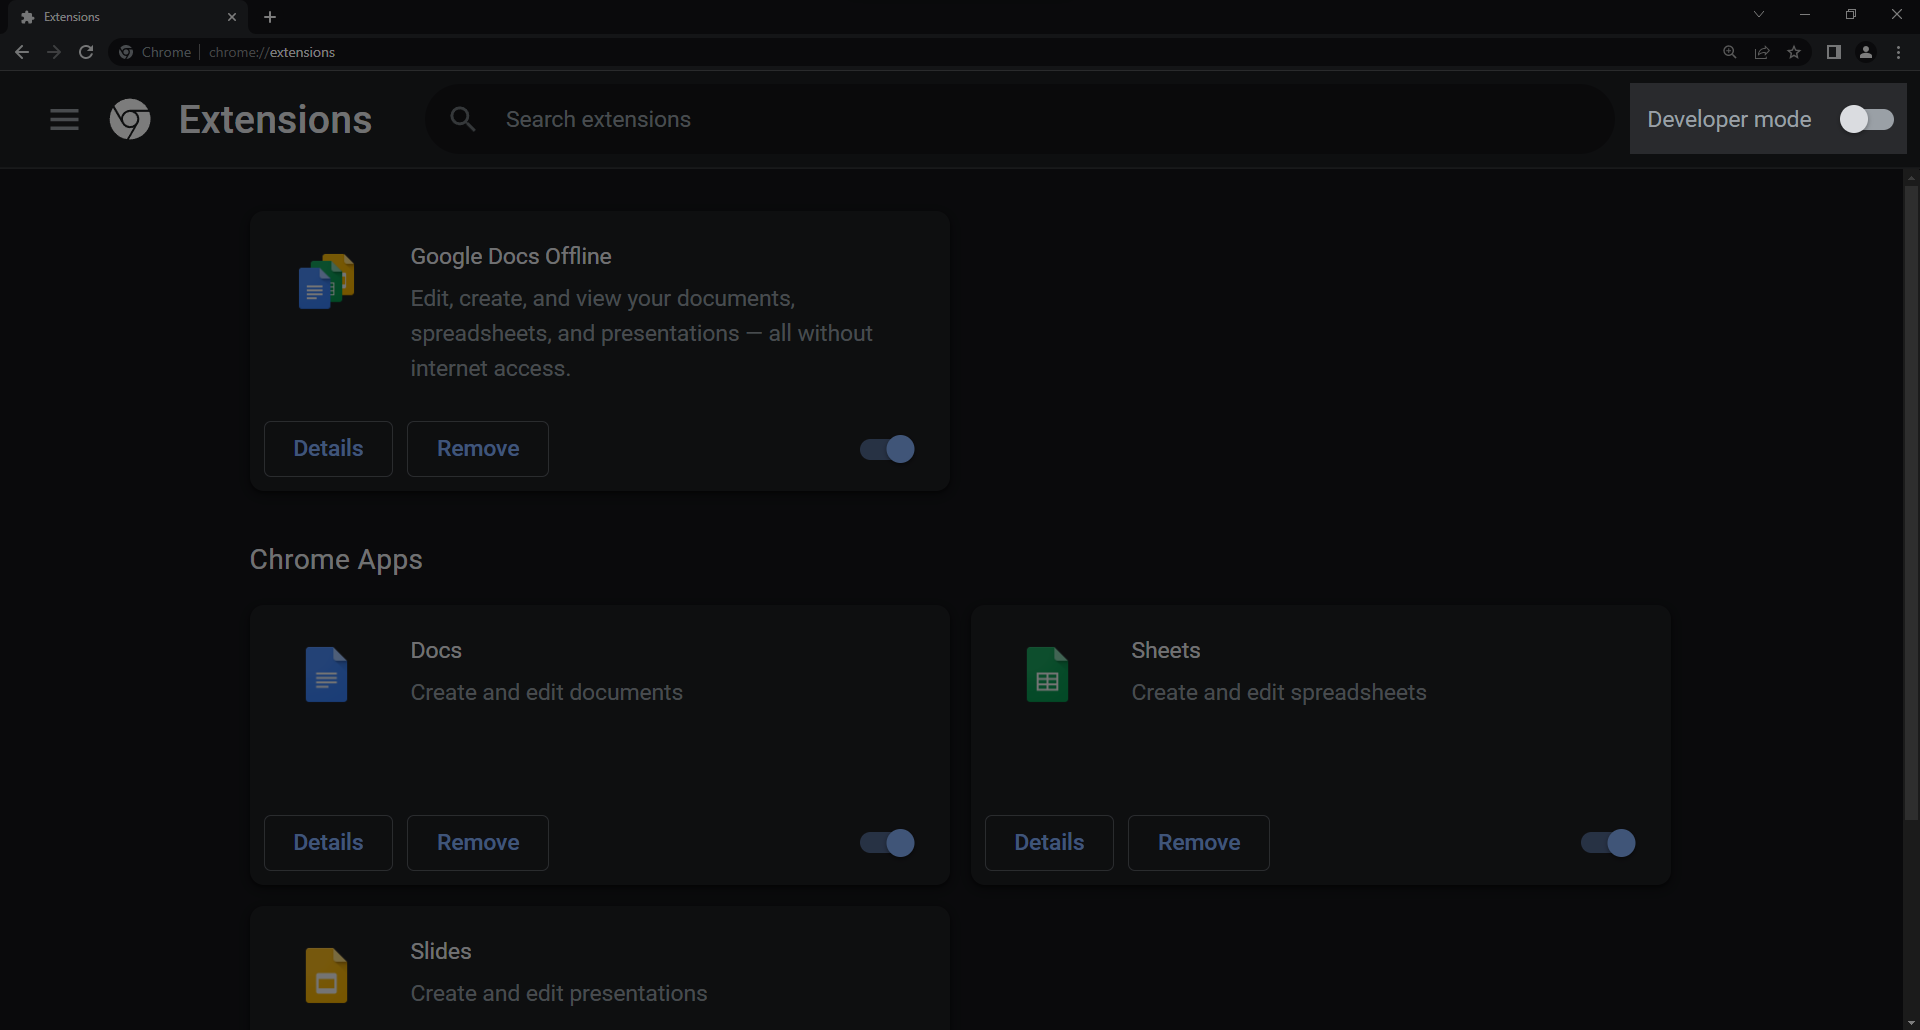 Extensions
Chrome | chrome://extensions
Extensions
Search extensions
Developer mode
Google Docs Offline
Edit, create, and view your documents,
spreadsheets, and presentations — all without
internet access.
Details
Remove
Chrome Apps
Docs
Create and edit documents
Details
Remove
Sheets
Create and edit spreadsheets
Details
Remove
Slides
Create and edit presentations